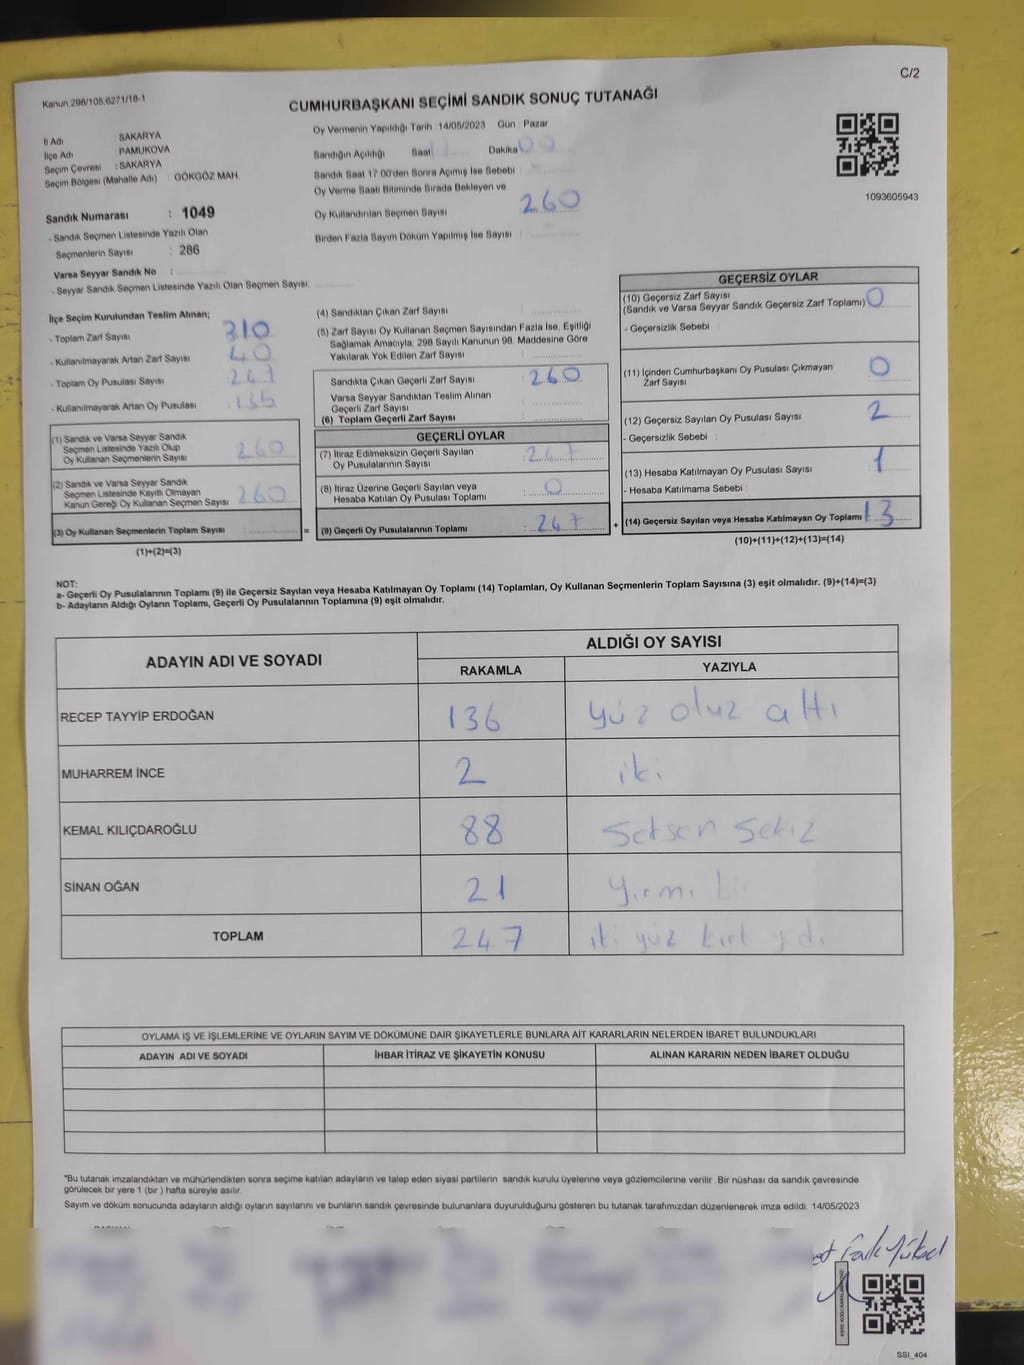 C/2
Kanun.298/105,6271/18-1
CUMHURBAŞKANI SEÇİMİ SANDIK SONUÇ TUTANAĞI
İl Adı SAKARYA
İlçe Adı PAMUKOVA
Seçim Çevresi : SAKARYA
Seçim Bölgesi (Mahalle Adı) : GÖKGÖZ MAH.
Sandık Numarası : 1049
- Sandık Seçmen Listesinde Yazılı Olan
Seçmenlerin Sayısı : 286
Varsa Seyyar Sandık No :
- Seyyar Sandık Seçmen Listesinde Yazılı Olan Seçmen Sayısı:
Oy Vermenin Yapıldığı Tarih :14/05/2023 Gün : Pazar
Sandığın Açıldığı Saat Dakika 00
Sandık Saat 17:00'den Sonra Açımış İse Sebebi :
Oy Verme Saati Bitiminde Sırada Bekleyen ve
Oy Kullandırılan Seçmen Sayısı : 260
Birden Fazla Sayım Döküm Yapılmış İse Sayısı :
1093605943
İlçe Seçim Kurulundan Teslim Alınan;
- Toplam Zarf Sayısı 310
- Kullanılmayarak Artan Zarf Sayısı 40
- Toplam Oy Pusulası Sayısı 247
- Kullanılmayarak Artan Oy Pusulası : 135
(1) Sandık ve Varsa Seyyar Sandık
Seçmen Listesinde Yazılı Olup
Oy Kullanan Seçmenlerin Sayısı 260
(2) Sandık ve Varsa Seyyar Sandık
Seçmen Listesinde Kayıtlı Olmayan
Kanun Gereği Oy Kullanan Seçmen Sayısı 260
(3) Oy Kullanan Seçmenlerin Toplam Sayısı :
(1)+(2)=(3)
=
(4) Sandıktan Çıkan Zarf Sayısı
(5) Zarf Sayısı Oy Kullanan Seçmen Sayısından Fazla İse, Eşitliği
Sağlamak Amacıyla, 298 Sayılı Kanunun 98. Maddesine Göre
Yakılarak Yok Edilen Zarf Sayısı :
Sandıkta Çıkan Geçerli Zarf Sayısı : 260
Varsa Seyyar Sandıktan Teslim Alınan
Geçerli Zarf Sayısı :
(6) Toplam Geçerli Zarf Sayısı :
GEÇERLİ OYLAR
(7) İtiraz Edilmeksizin Geçerli Sayılan
Oy Pusulalarının Sayısı : 247
(8) İtiraz Üzerine Geçerli Sayılan veya
Hesaba Katılan Oy Pusulası Toplamı : 0
(9) Geçerli Oy Pusulalarının Toplamı : 247
+
GEÇERSİZ OYLAR
(10) Geçersiz Zarf Sayısı
(Sandık ve Varsa Seyyar Sandık Geçersiz Zarf Toplamı) 0
- Geçersizlik Sebebi :
(11) İçinden Cumhurbaşkanı Oy Pusulası Çıkmayan
Zarf Sayısı 0
(12) Geçersiz Sayılan Oy Pusulası Sayısı 2
- Geçersizlik Sebebi :
(13) Hesaba Katılmayan Oy Pusulası Sayısı 1
- Hesaba Katılmama Sebebi :
(14) Geçersiz Sayılan veya Hesaba Katılmayan Oy Toplamı 13
(10)+(11)+(12)+(13)=(14)
NOT:
a- Geçerli Oy Pusulalarının Toplamı (9) ile Geçersiz Sayılan veya Hesaba Katılmayan Oy Toplamı (14) Toplamları, Oy Kullanan Seçmenlerin Toplam Sayısına (3) eşit olmalıdır. (9)+(14)=(3)
b- Adayların Aldığı Oyların Toplamı, Geçerli Oy Pusulalarının Toplamına (9) eşit olmalıdır.
ADAYIN ADI VE SOYADI ALDIĞI OY SAYISI
RAKAMLA YAZIYLA
RECEP TAYYİP ERDOĞAN 136 yüz otuz altı
MUHARREM İNCE 2 iki
KEMAL KILIÇDAROĞLU 88 Seksen Sekiz
SİNAN OĞAN 21 Yirmi bir
TOPLAM 247 iki yüz kırk yedi
OYLAMA İŞ VE İŞLEMLERİNE VE OYLARIN SAYIM VE DÖKÜMÜNE DAİR ŞİKAYETLERLE BUNLARA AİT KARARLARIN NELERDEN İBARET BULUNDUKLARI
ADAYIN ADI VE SOYADI İHBAR İTİRAZ VE ŞİKAYETİN KONUSU ALINAN KARARIN NEDEN İBARET OLDUĞU
*Bu tutanak imzalandıktan ve mühürlendikten sonra seçime katılan adayların ve talep eden siyasi partilerin sandık kurulu üyelerine veya gözlemcilerine verilir .Bir nüshası da sandık çevresinde
görülecek bir yere 1 (bir ) hafta süreyle asılır.
Sayım ve döküm sonucunda adayların aldığı oyların sayılarını ve bunların sandık çevresinde bulunanlara duyurulduğunu gösteren bu tutanak tarafımızdan düzenlenerek imza edildi. 14/05/2023
Yüksel
SSI_404